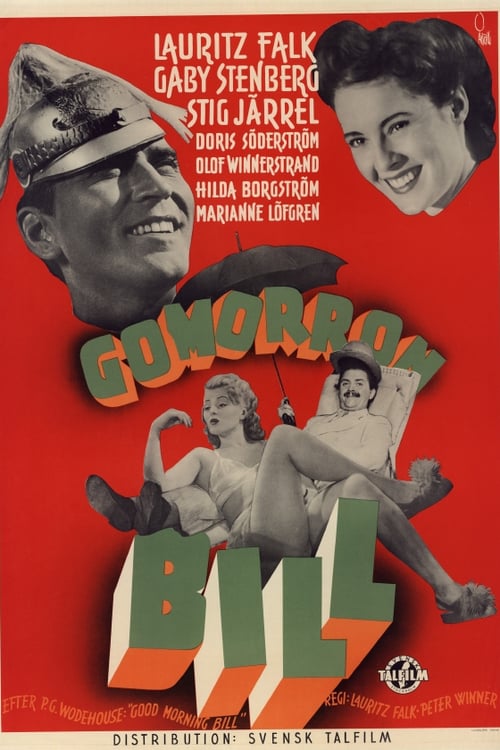 LAURITZ FALK
GABY STENBERG
STIG JÄRREL
DORIS SÖDERSTRÖM
OLOF WINNERSTRAND
HILDA BORGSTRÖM
MARIANNE LÖFGREN
GOMORRON
BILL
SVENSK
TALFILM
EFTER P.G. WODEHOUSE: "GOOD MORNING BILL"
REGI: LAURITZ FALK · PETER WINNER
DISTRIBUTION: SVENSK TALFILM